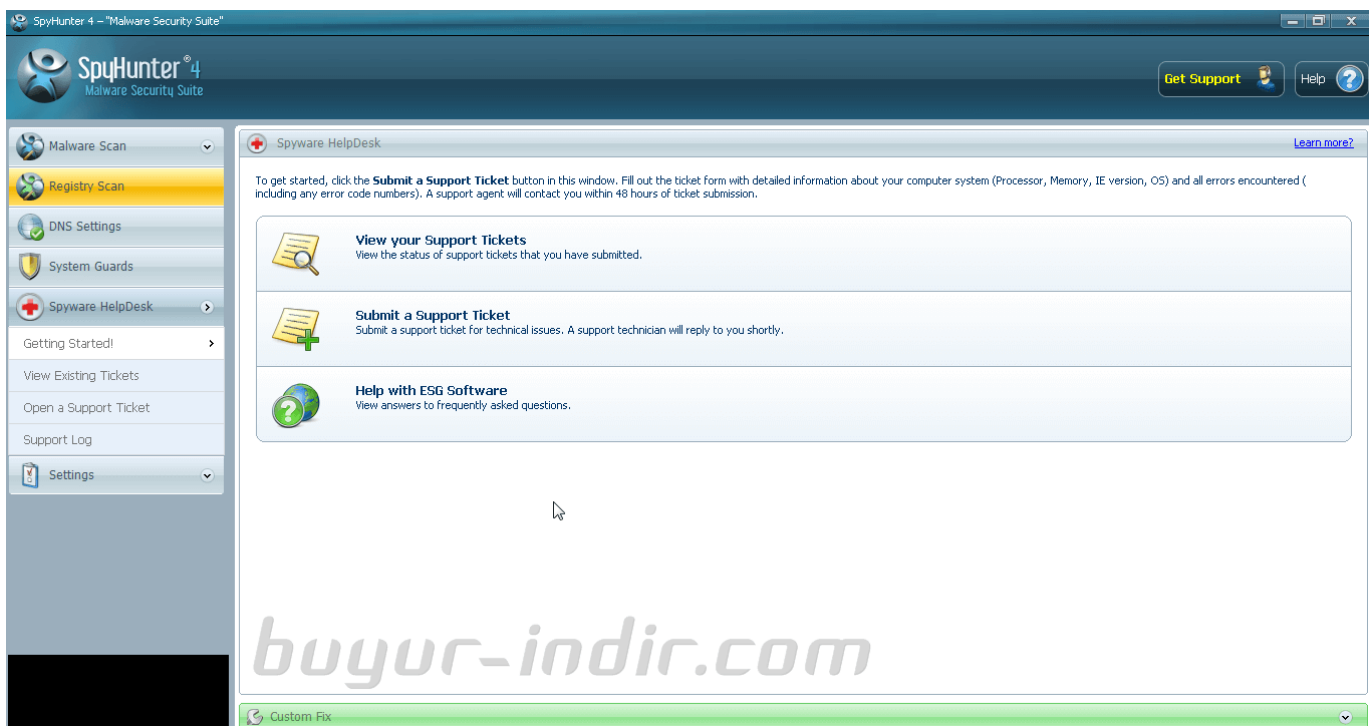 SpyHunter 4 – "Malware Security Suite"
SpyHunter®4
Malware Security Suite
Get Support
Help
Malware Scan
Registry Scan
DNS Settings
System Guards
Spyware HelpDesk
Getting Started!
View Existing Tickets
Open a Support Ticket
Support Log
Settings
Spyware HelpDesk
Learn more?
To get started, click the Submit a Support Ticket button in this window. Fill out the ticket form with detailed information about your computer system (Processor, Memory, IE version, OS) and all errors encountered (
including any error code numbers). A support agent will contact you within 48 hours of ticket submission.
View your Support Tickets
View the status of support tickets that you have submitted.
Submit a Support Ticket
Submit a support ticket for technical issues. A support technician will reply to you shortly.
Help with ESG Software
View answers to frequently asked questions.
buyur-indir.com
Custom Fix